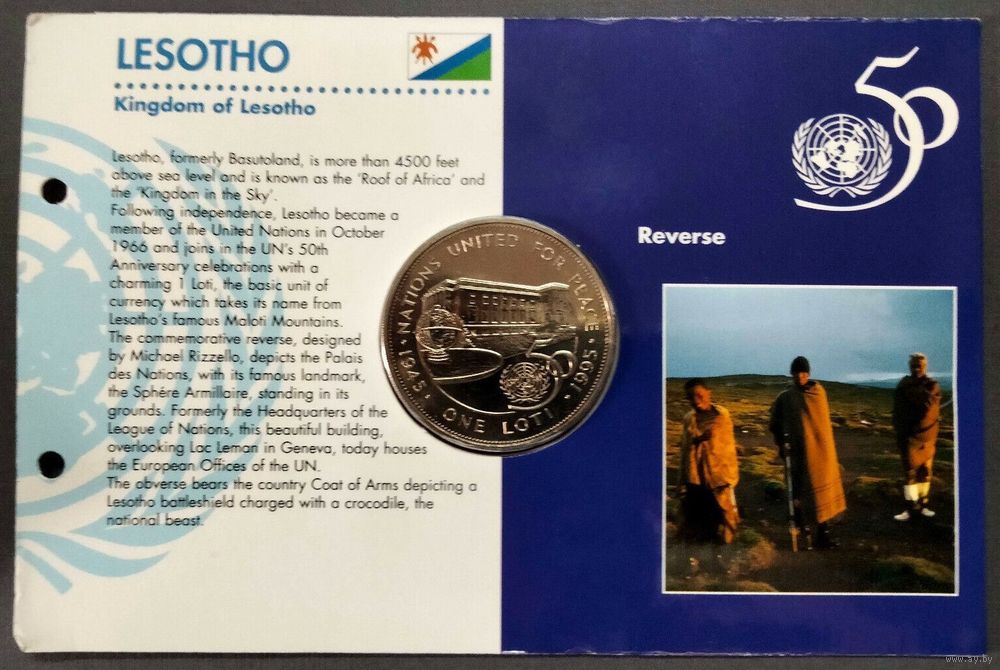 LESOTHO
Kingdom of Lesotho
Lesotho, formerly Basutoland, is more than 4500 feet
above sea level and is known as the 'Roof of Africa' and
the 'Kingdom in the Sky'.
Following independence, Lesotho became a
member of the United Nations in October
1966 and joins in the UN's 50th
Anniversary celebrations with a
charming 1 Loti, the basic unit of
currency which takes its name from
Lesotho's famous Maloti Mountains.
The commemorative reverse, designed
by Michael Rizzello, depicts the Palais
des Nations, with its famous landmark,
the Sphére Armillaire, standing in its
grounds. Formerly the Headquarters of the
League of Nations, this beautiful building,
overlooking Lac Leman in Geneva, today houses
the European Offices of the UN.
The obverse bears the country Coat of Arms depicting a
Lesotho battleshield charged with a crocodile, the
national beast.
NATIONS UNITED FOR PEACE
1945
50
1995
ONE LOTI
50
Reverse
www.ay.by